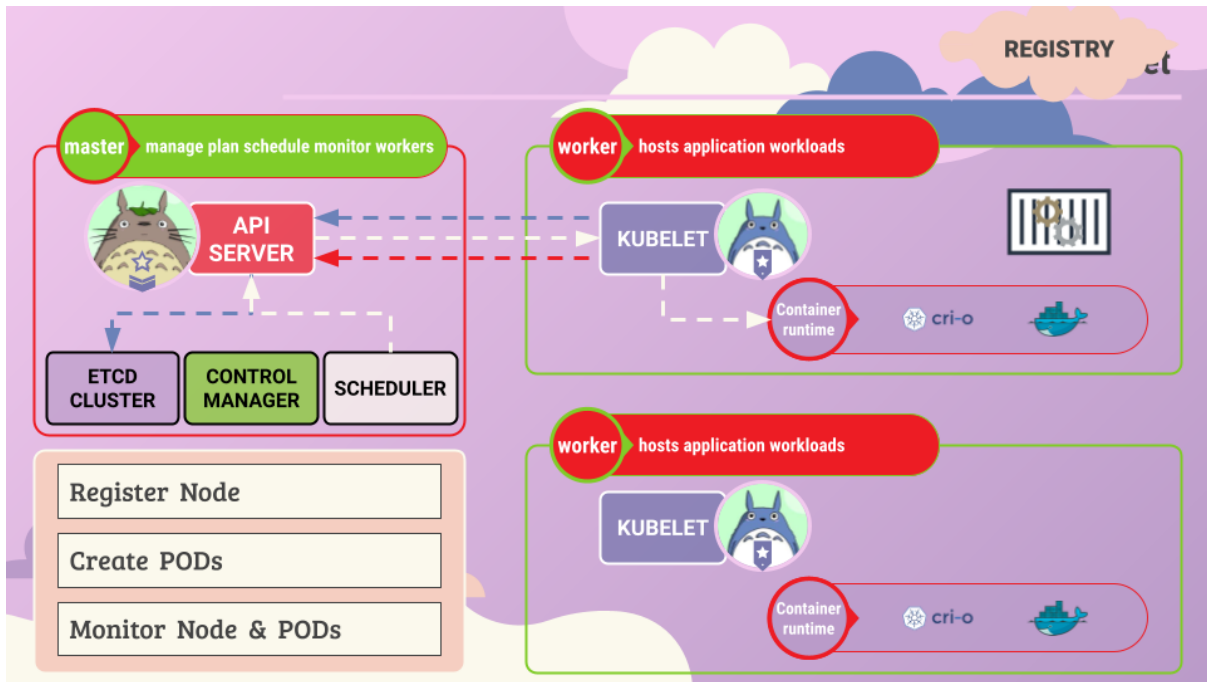 REGISTRY
et
master
manage plan schedule monitor workers
API
SERVER
ETCD
CLUSTER
CONTROL
MANAGER
SCHEDULER
Register Node
Create PODs
Monitor Node & PODs
worker
hosts application workloads
KUBELET
Container
runtime
cri-o
worker
hosts application workloads
KUBELET
Container
runtime
cri-o